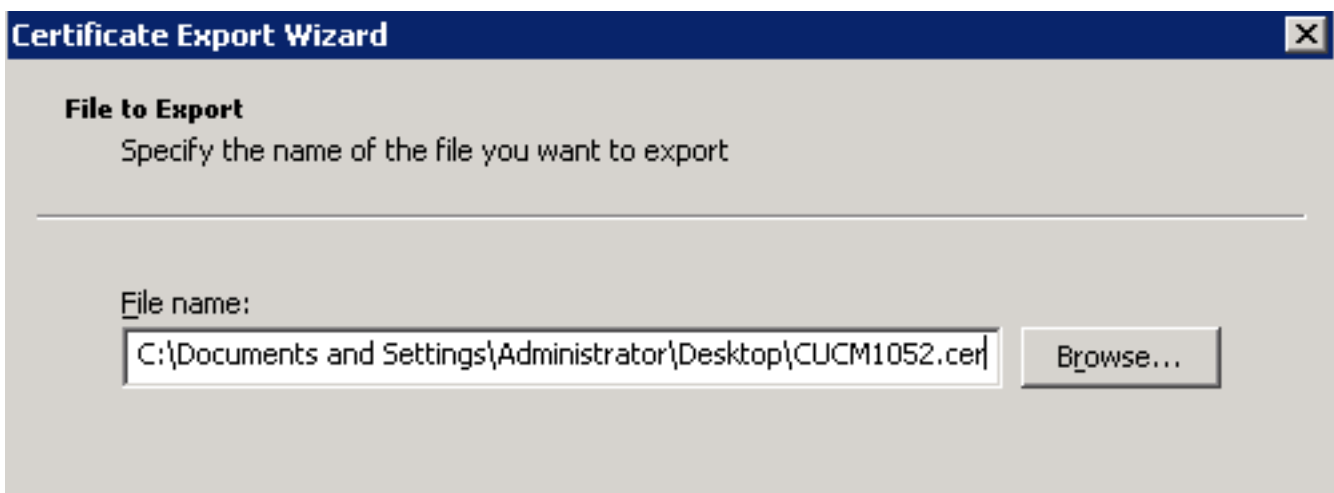 Certificate Export Wizard
File to Export
Specify the name of the file you want to export
File name:
C:\Documents and Settings\Administrator\Desktop\CUCM1052.cer
Browse...